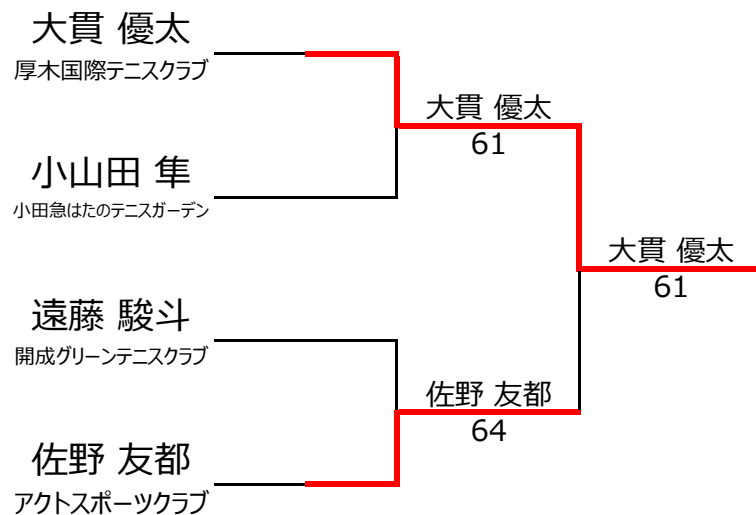 大貫 優太
厚木国際テニスクラブ
大貫 優太
61
小山田 隼
小田急はたのテニスガーデン
大貫 優太
61
遠藤 駿斗
開成グリーンテニスクラブ
佐野 友都
64
佐野 友都
アクトスポーツクラブ